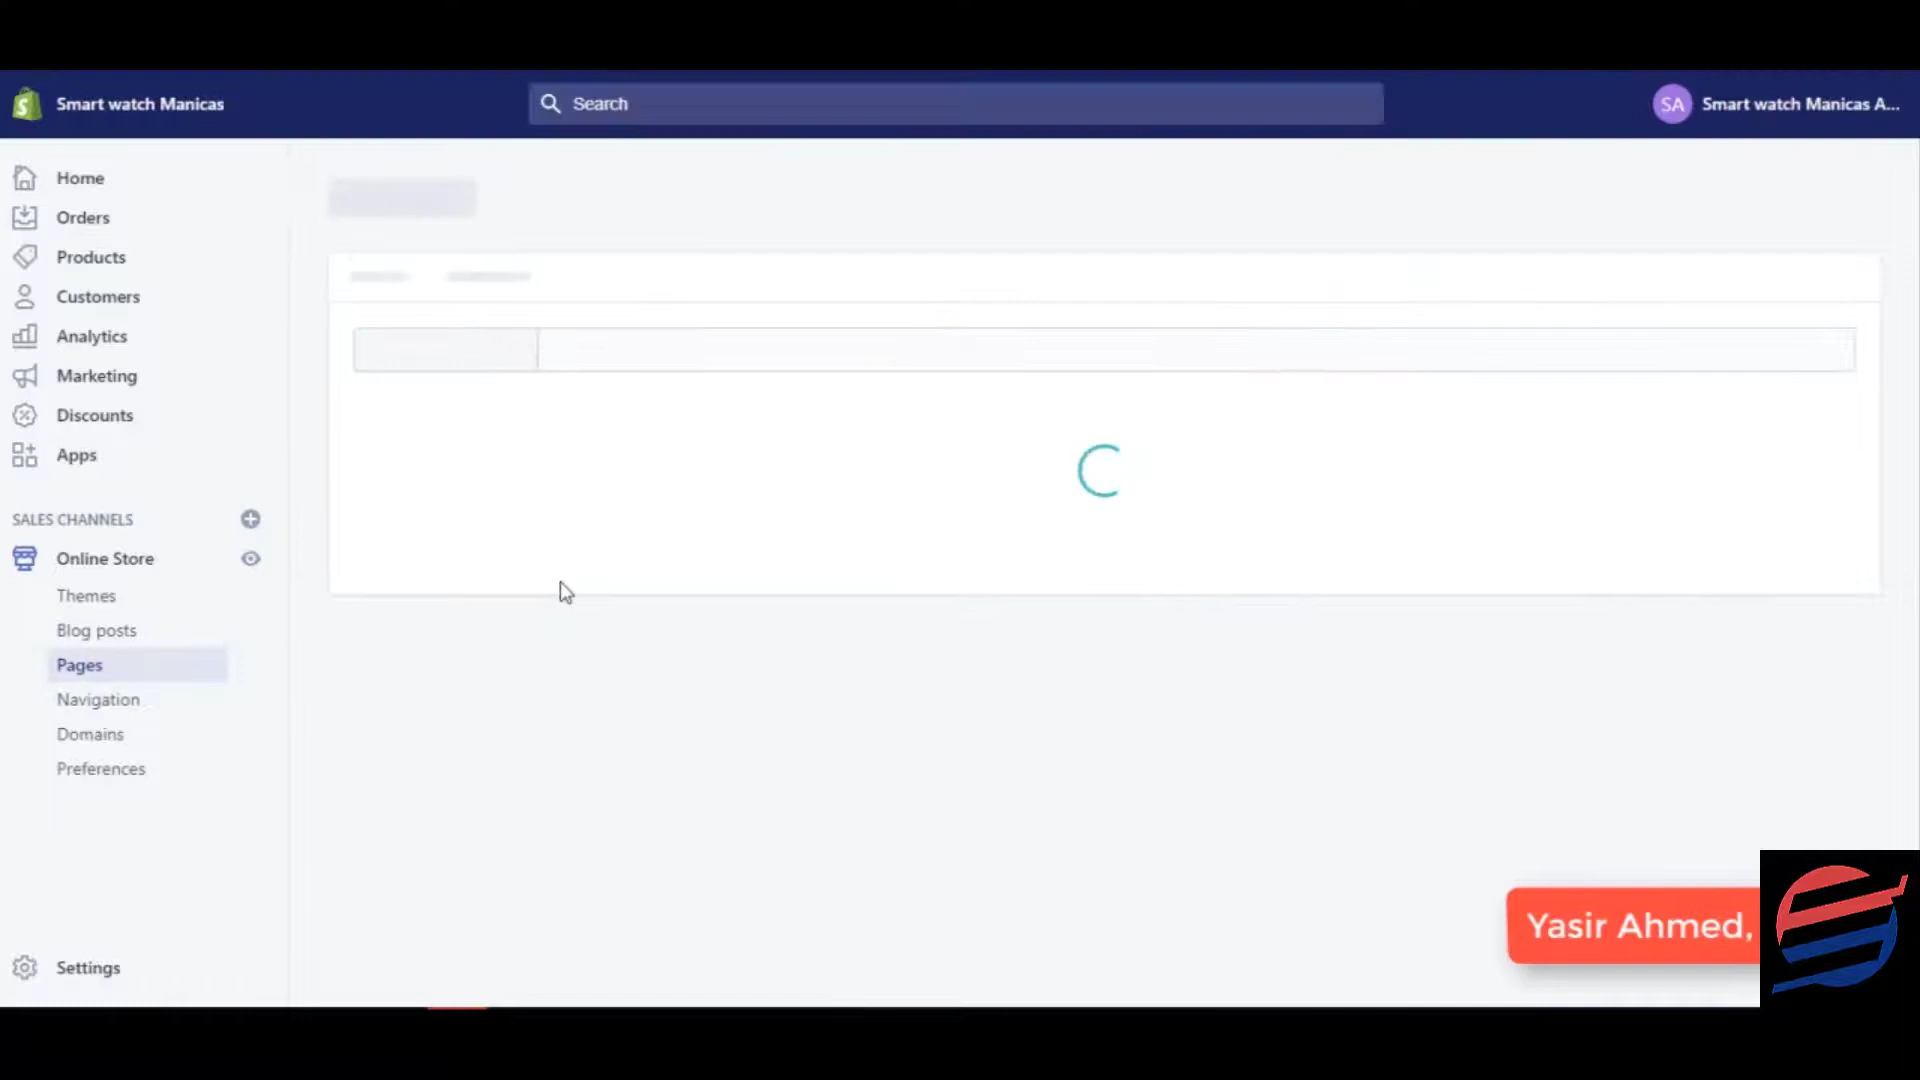 Smart watch Manicas
Search
SA
Smart watch Manicas A...
Home
Orders
Products
Customers
Analytics
Marketing
Discounts
Apps
SALES CHANNELS
Online Store
Themes
Blog posts
Pages
Navigation
Domains
Preferences
Settings
Yasir Ahmed,